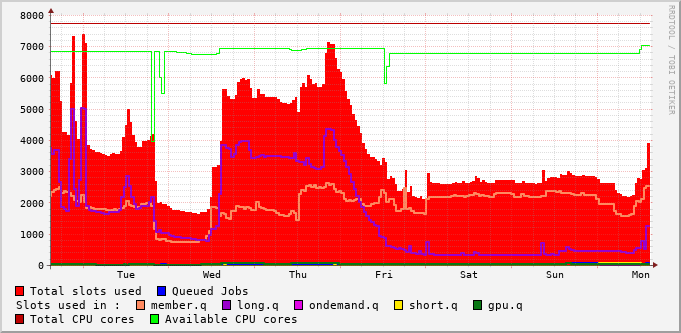 8000
7000
6000
5000
4000
3000
2000
1000
0
Tue Wed Thu Fri Sat Sun Mon
Total slots used Queued Jobs
Slots used in : member.q long.q ondemand.q short.q gpu.q
Total CPU cores Available CPU cores
RRDTOOL / TOBI OETIKER